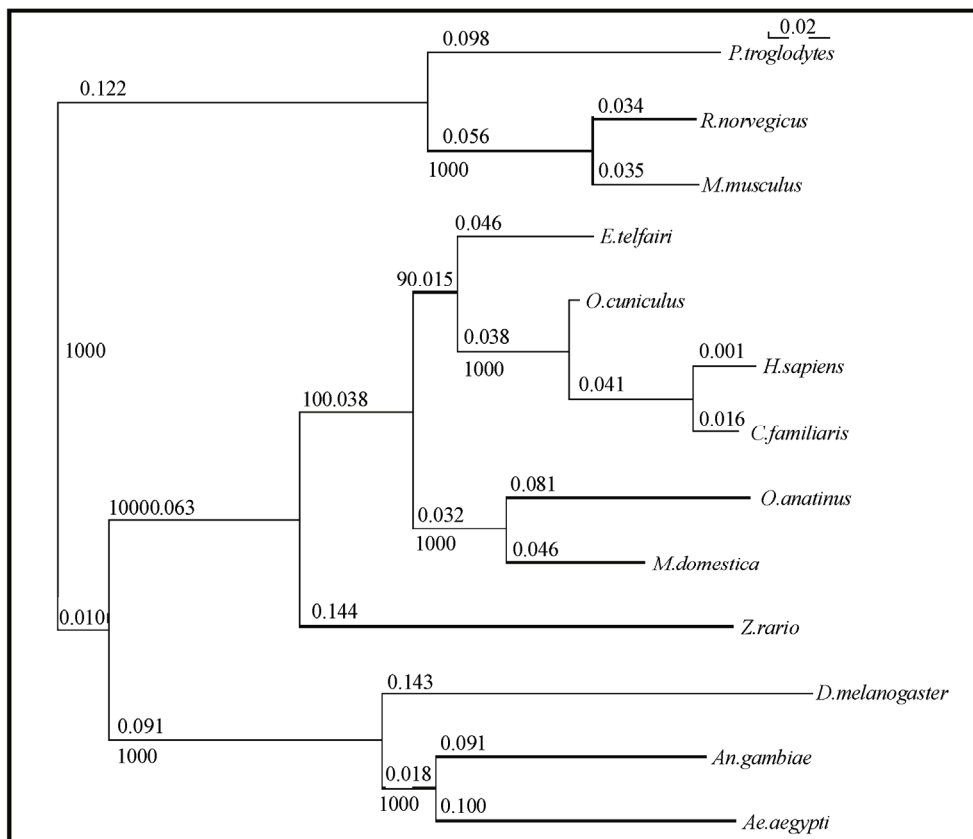 0.02
0.098
P.troglodytes
0.122
0.034
R.norvegicus
0.056
1000
0.035
M.musculus
0.046
E.telfairi
90.015
O.cuniculus
0.038
1000
1000
0.001
H.sapiens
0.041
100.038
0.016
C.familiaris
0.081
O.anatinus
10000.063
0.032
1000
0.046
M.domestica
0.010
0.144
Z.rario
0.143
D.melanogaster
0.091
1000
0.091
An.gambiae
0.018
1000
0.100
Ae.aegypti